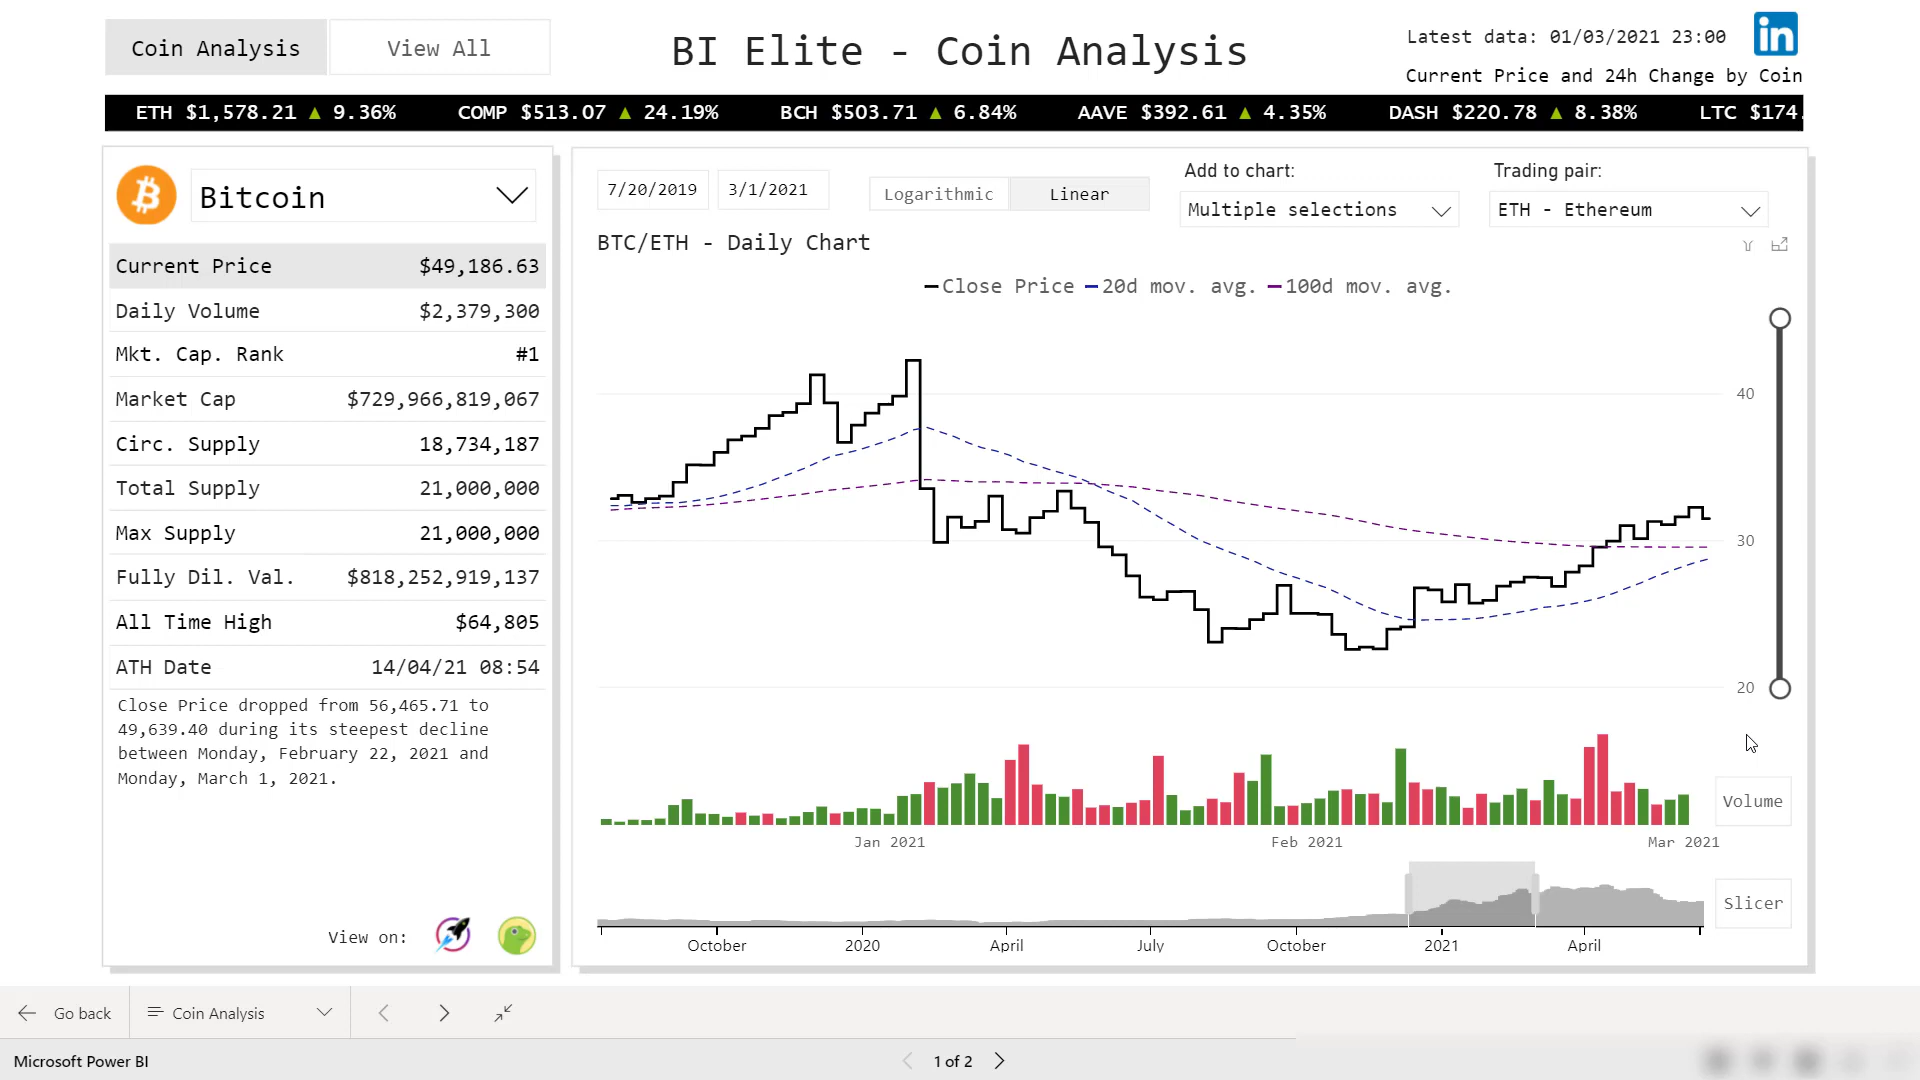 Coin Analysis
View All
BI Elite - Coin Analysis
Latest data: 01/03/2021 23:00
in
Current Price and 24h Change by Coin
ETH $1,578.21 ▲ 9.36% COMP $513.07 ▲ 24.19% BCH $503.71 ▲ 6.84% AAVE $392.61 ▲ 4.35% DASH $220.78 ▲ 8.38% LTC $174.
Bitcoin
Current Price $49,186.63
Daily Volume $2,379,300
Mkt. Cap. Rank #1
Market Cap $729,966,819,067
Circ. Supply 18,734,187
Total Supply 21,000,000
Max Supply 21,000,000
Fully Dil. Val. $818,252,919,137
All Time High $64,805
ATH Date 14/04/21 08:54
Close Price dropped from 56,465.71 to
49,639.40 during its steepest decline
between Monday, February 22, 2021 and
Monday, March 1, 2021.
View on:
7/20/2019
3/1/2021
Logarithmic
Linear
Add to chart:
Multiple selections
Trading pair:
ETH - Ethereum
BTC/ETH - Daily Chart
Close Price 20d mov. avg. 100d mov. avg.
40
30
20
Volume
Jan 2021 Feb 2021 Mar 2021
Slicer
October 2020 April July October 2021 April
Go back
Coin Analysis
Microsoft Power BI
1 of 2